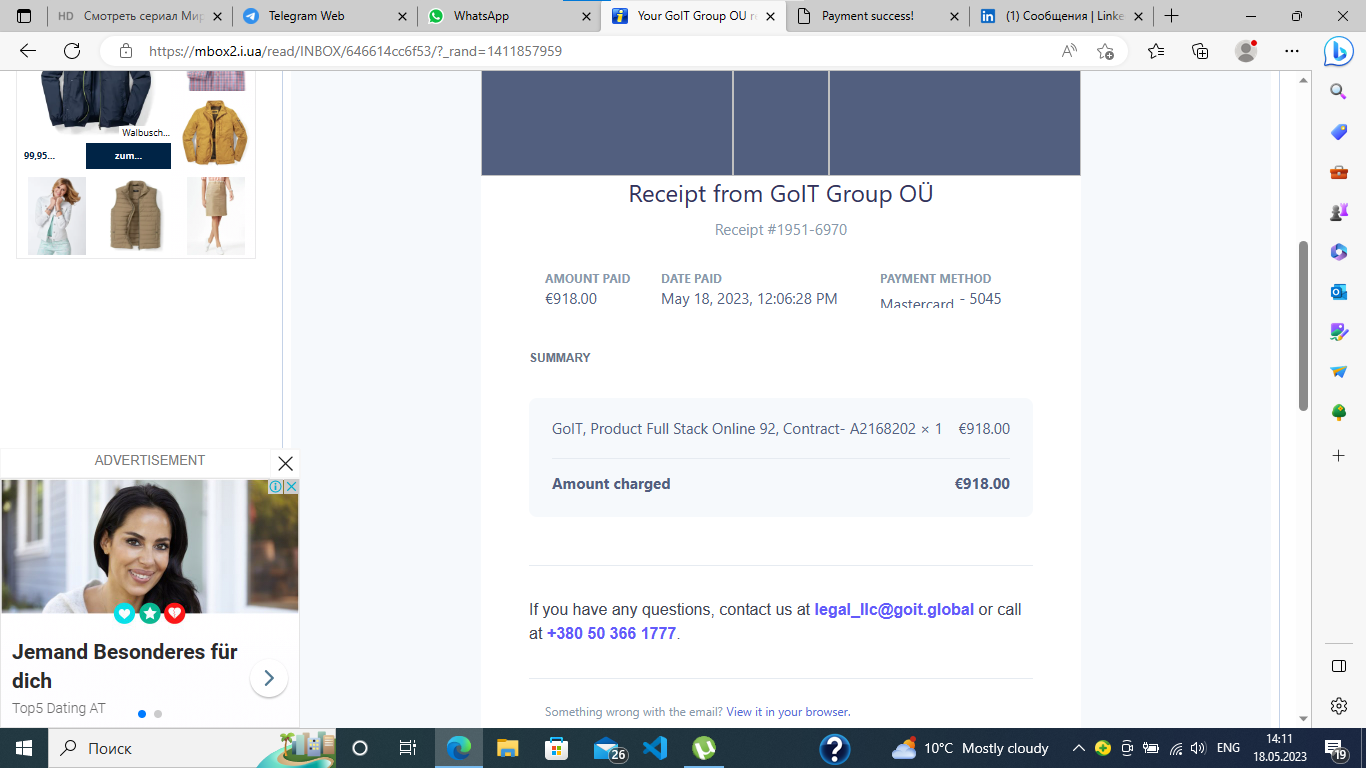 HD Смотреть сериал Мир
Telegram Web
WhatsApp
Your GoIT Group OÜ re
Payment success!
(1) Сообщения | Linke
https://mbox2.i.ua/read/INBOX/646614cc6f53/?_rand=1411857959
Walbusch...
99,95...
zum...
ADVERTISEMENT
Jemand Besonderes für
dich
Top5 Dating AT
Receipt from GoIT Group OÜ
Receipt #1951-6970
AMOUNT PAID
€918.00
DATE PAID
May 18, 2023, 12:06:28 PM
PAYMENT METHOD
Mastercard - 5045
SUMMARY
GoIT, Product Full Stack Online 92, Contract- A2168202 × 1 €918.00
Amount charged €918.00
If you have any questions, contact us at legal_llc@goit.global or call
at +380 50 366 1777.
Something wrong with the email? View it in your browser.
Поиск
26
10°C Mostly cloudy
ENG
14:11
18.05.2023
19